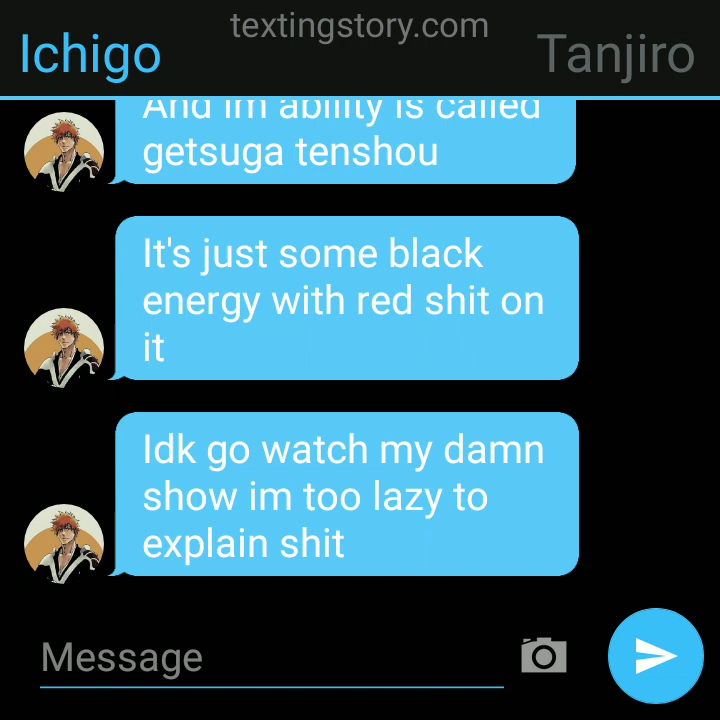 textingstory.com
Ichigo
Tanjiro
And im ability is called
getsuga tenshou
It's just some black
energy with red shit on
it
Idk go watch my damn
show im too lazy to
explain shit
Message